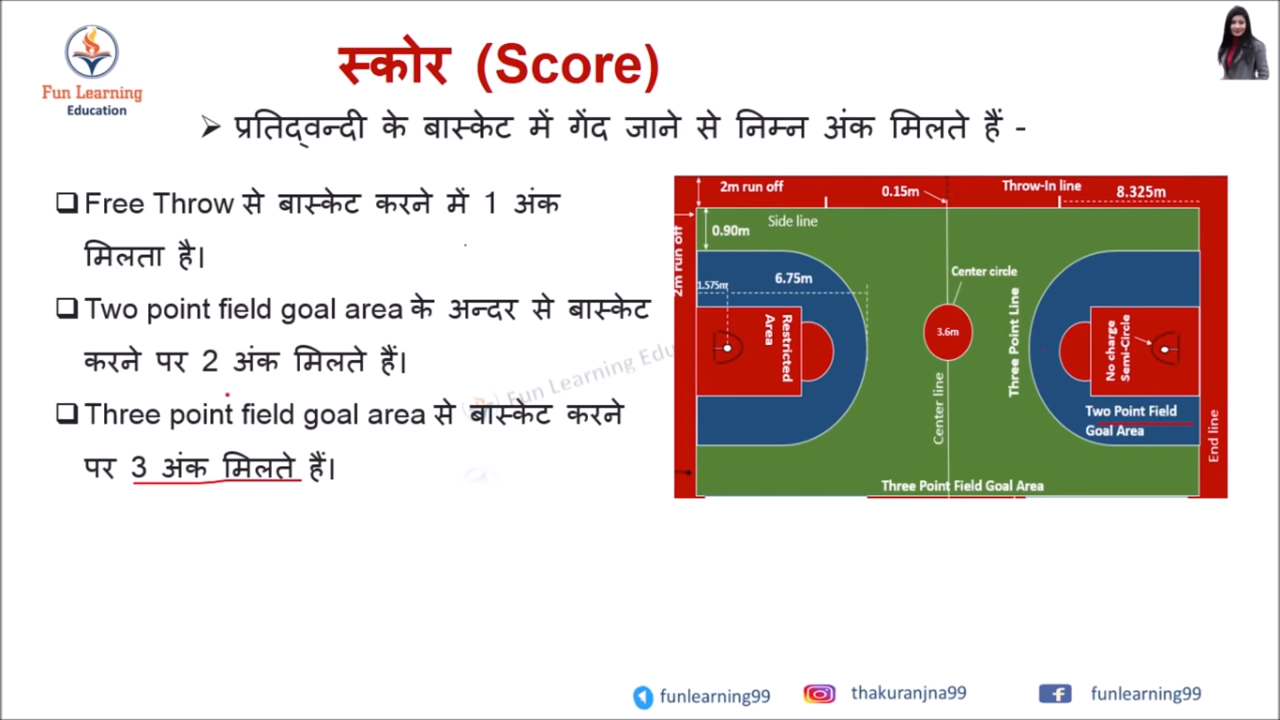 Fun Learning
Education
स्कोर (Score)
प्रतिद्वन्दी के बास्केट में गेंद जाने से निम्न अंक मिलते हैं -
Free Throw से बास्केट करने में 1 अंक
मिलता है।
Two point field goal area के अन्दर से बास्केट
करने पर 2 अंक मिलते हैं।
Three point field goal area से बास्केट करने
पर 3 अंक मिलते हैं।
Fun Learning Edu
2m run off
0.15m
Throw-In line
8.325m
2m run off
0.90m
Side line
1.575m
6.75m
Center circle
Restricted
Area
3.6m
Center line
Three Point Line
No charge
Semi-Circle
Two Point Field
Goal Area
End line
Three Point Field Goal Area
funlearning99
thakuranjna99
funlearning99